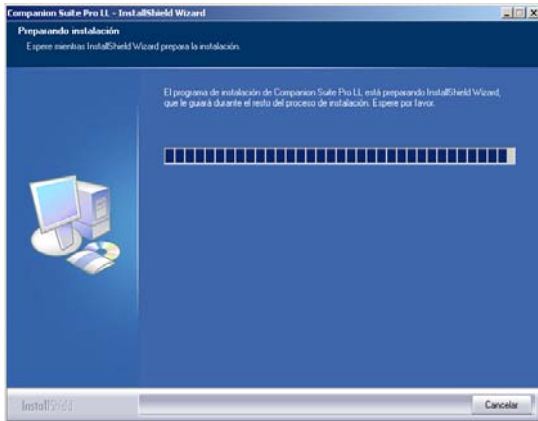 Companion Suite Pro LL - InstallShield Wizard
Preparando instalación
Espere mientras InstallShield Wizard prepara la instalación.
El programa de instalación de Companion Suite Pro LL está preparando InstallShield Wizard,
que le guiará durante el resto del proceso de instalación. Espere por favor.
InstallShield
Cancelar